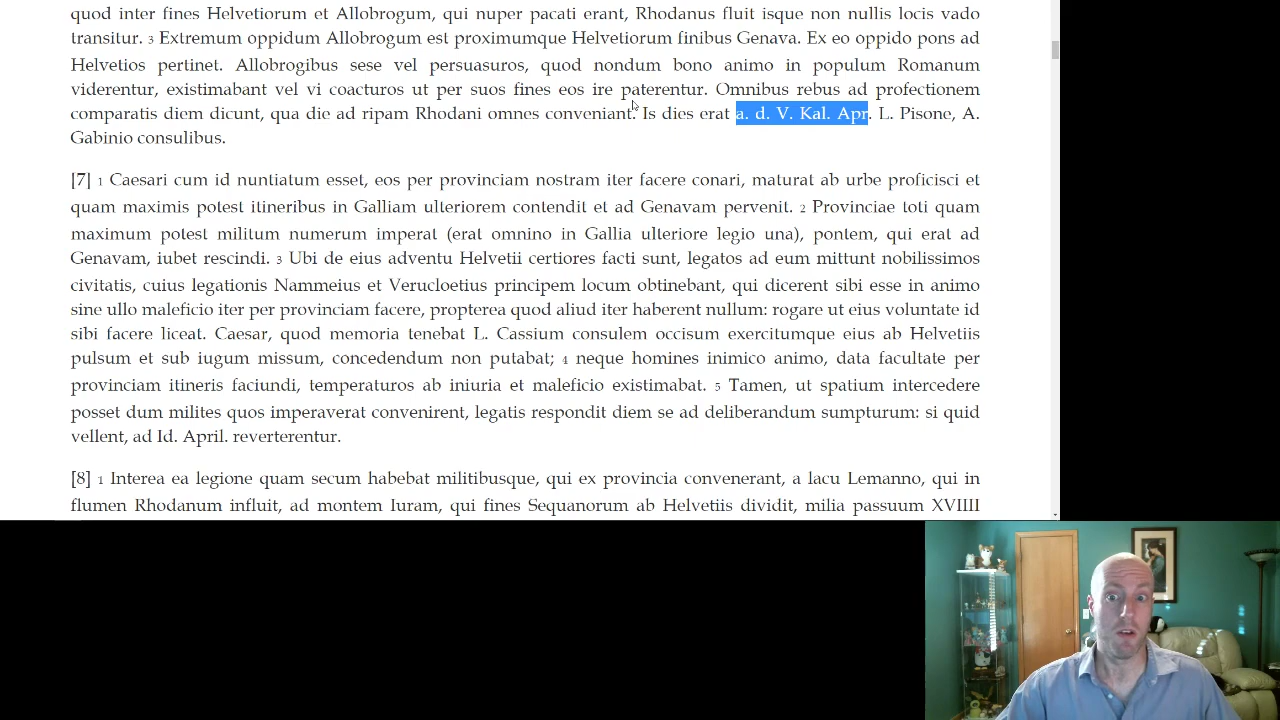 quod inter fines Helvetiorum et Allobrogum, qui nuper pacati erant, Rhodanus fluit isque non nullis locis vado
transitur. 3 Extremum oppidum Allobrogum est proximumque Helvetiorum finibus Genava. Ex eo oppido pons ad
Helvetios pertinet. Allobrogibus sese vel persuasuros, quod nondum bono animo in populum Romanum
viderentur, existimabant vel vi coacturos ut per suos fines eos ire paterentur. Omnibus rebus ad profectionem
comparatis diem dicunt, qua die ad ripam Rhodani omnes conveniant. Is dies erat a. d. V. Kal. Apr. L. Pisone, A.
Gabinio consulibus.
[7] 1 Caesari cum id nuntiatum esset, eos per provinciam nostram iter facere conari, maturat ab urbe proficisci et
quam maximis potest itineribus in Galliam ulteriorem contendit et ad Genavam pervenit. 2 Provinciae toti quam
maximum potest militum numerum imperat (erat omnino in Gallia ulteriore legio una), pontem, qui erat ad
Genavam, iubet rescindi. 3 Ubi de eius adventu Helvetii certiores facti sunt, legatos ad eum mittunt nobilissimos
civitatis, cuius legationis Nammeius et Verucloetius principem locum obtinebant, qui dicerent sibi esse in animo
sine ullo maleficio iter per provinciam facere, propterea quod aliud iter haberent nullum: rogare ut eius voluntate id
sibi facere liceat. Caesar, quod memoria tenebat L. Cassium consulem occisum exercitumque eius ab Helvetiis
pulsum et sub iugum missum, concedendum non putabat; 4 neque homines inimico animo, data facultate per
provinciam itineris faciundi, temperaturos ab iniuria et maleficio existimabat. 5 Tamen, ut spatium intercedere
posset dum milites quos imperaverat convenirent, legatis respondit diem se ad deliberandum sumpturum: si quid
vellent, ad Id. April. reverterentur.
[8] 1 Interea ea legione quam secum habebat militibusque, qui ex provincia convenerant, a lacu Lemanno, qui in
flumen Rhodanum influit, ad montem Iuram, qui fines Sequanorum ab Helvetiis dividit, milia passuum XVIIII